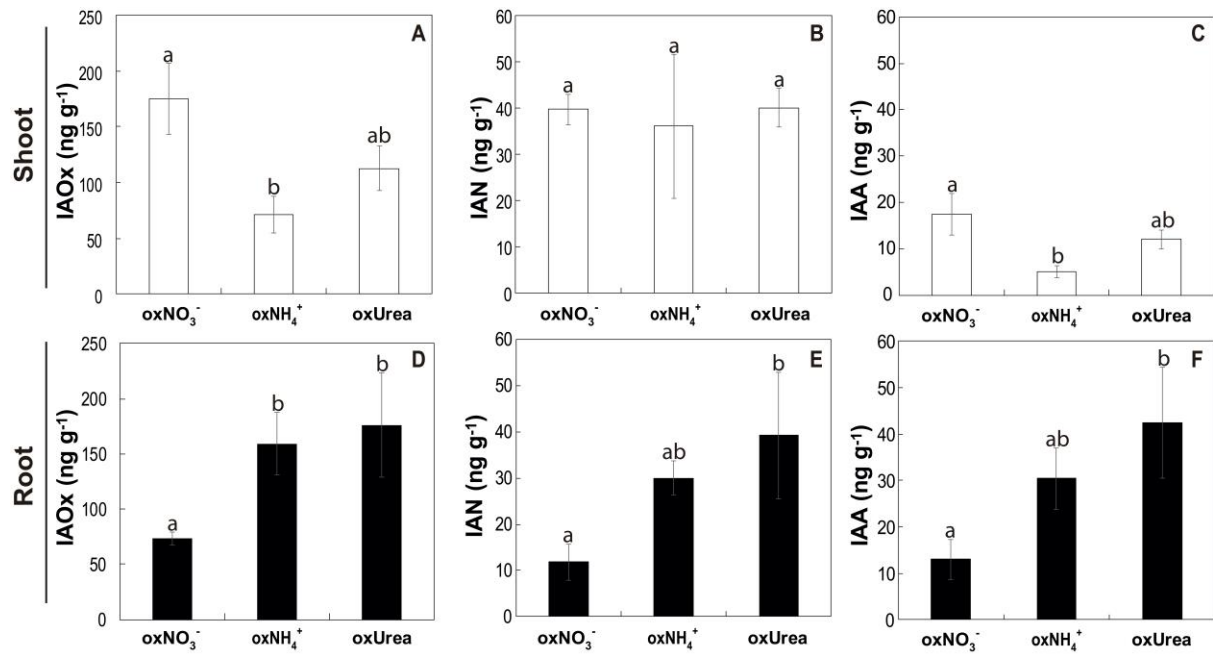 Shoot
A
IAOx (ng g⁻¹)
250
200
150
100
50
0
a
b
ab
oxNO₃⁻
oxNH₄⁺
oxUrea
B
IAN (ng g⁻¹)
60
50
40
30
20
10
0
a
a
a
oxNO₃⁻
oxNH₄⁺
oxUrea
C
IAA (ng g⁻¹)
60
50
40
30
20
10
0
a
b
ab
oxNO₃⁻
oxNH₄⁺
oxUrea
Root
D
IAOx (ng g⁻¹)
250
200
150
100
50
0
a
b
b
oxNO₃⁻
oxNH₄⁺
oxUrea
E
IAN (ng g⁻¹)
60
50
40
30
20
10
0
a
ab
b
oxNO₃⁻
oxNH₄⁺
oxUrea
F
IAA (ng g⁻¹)
60
50
40
30
20
10
0
a
ab
b
oxNO₃⁻
oxNH₄⁺
oxUrea